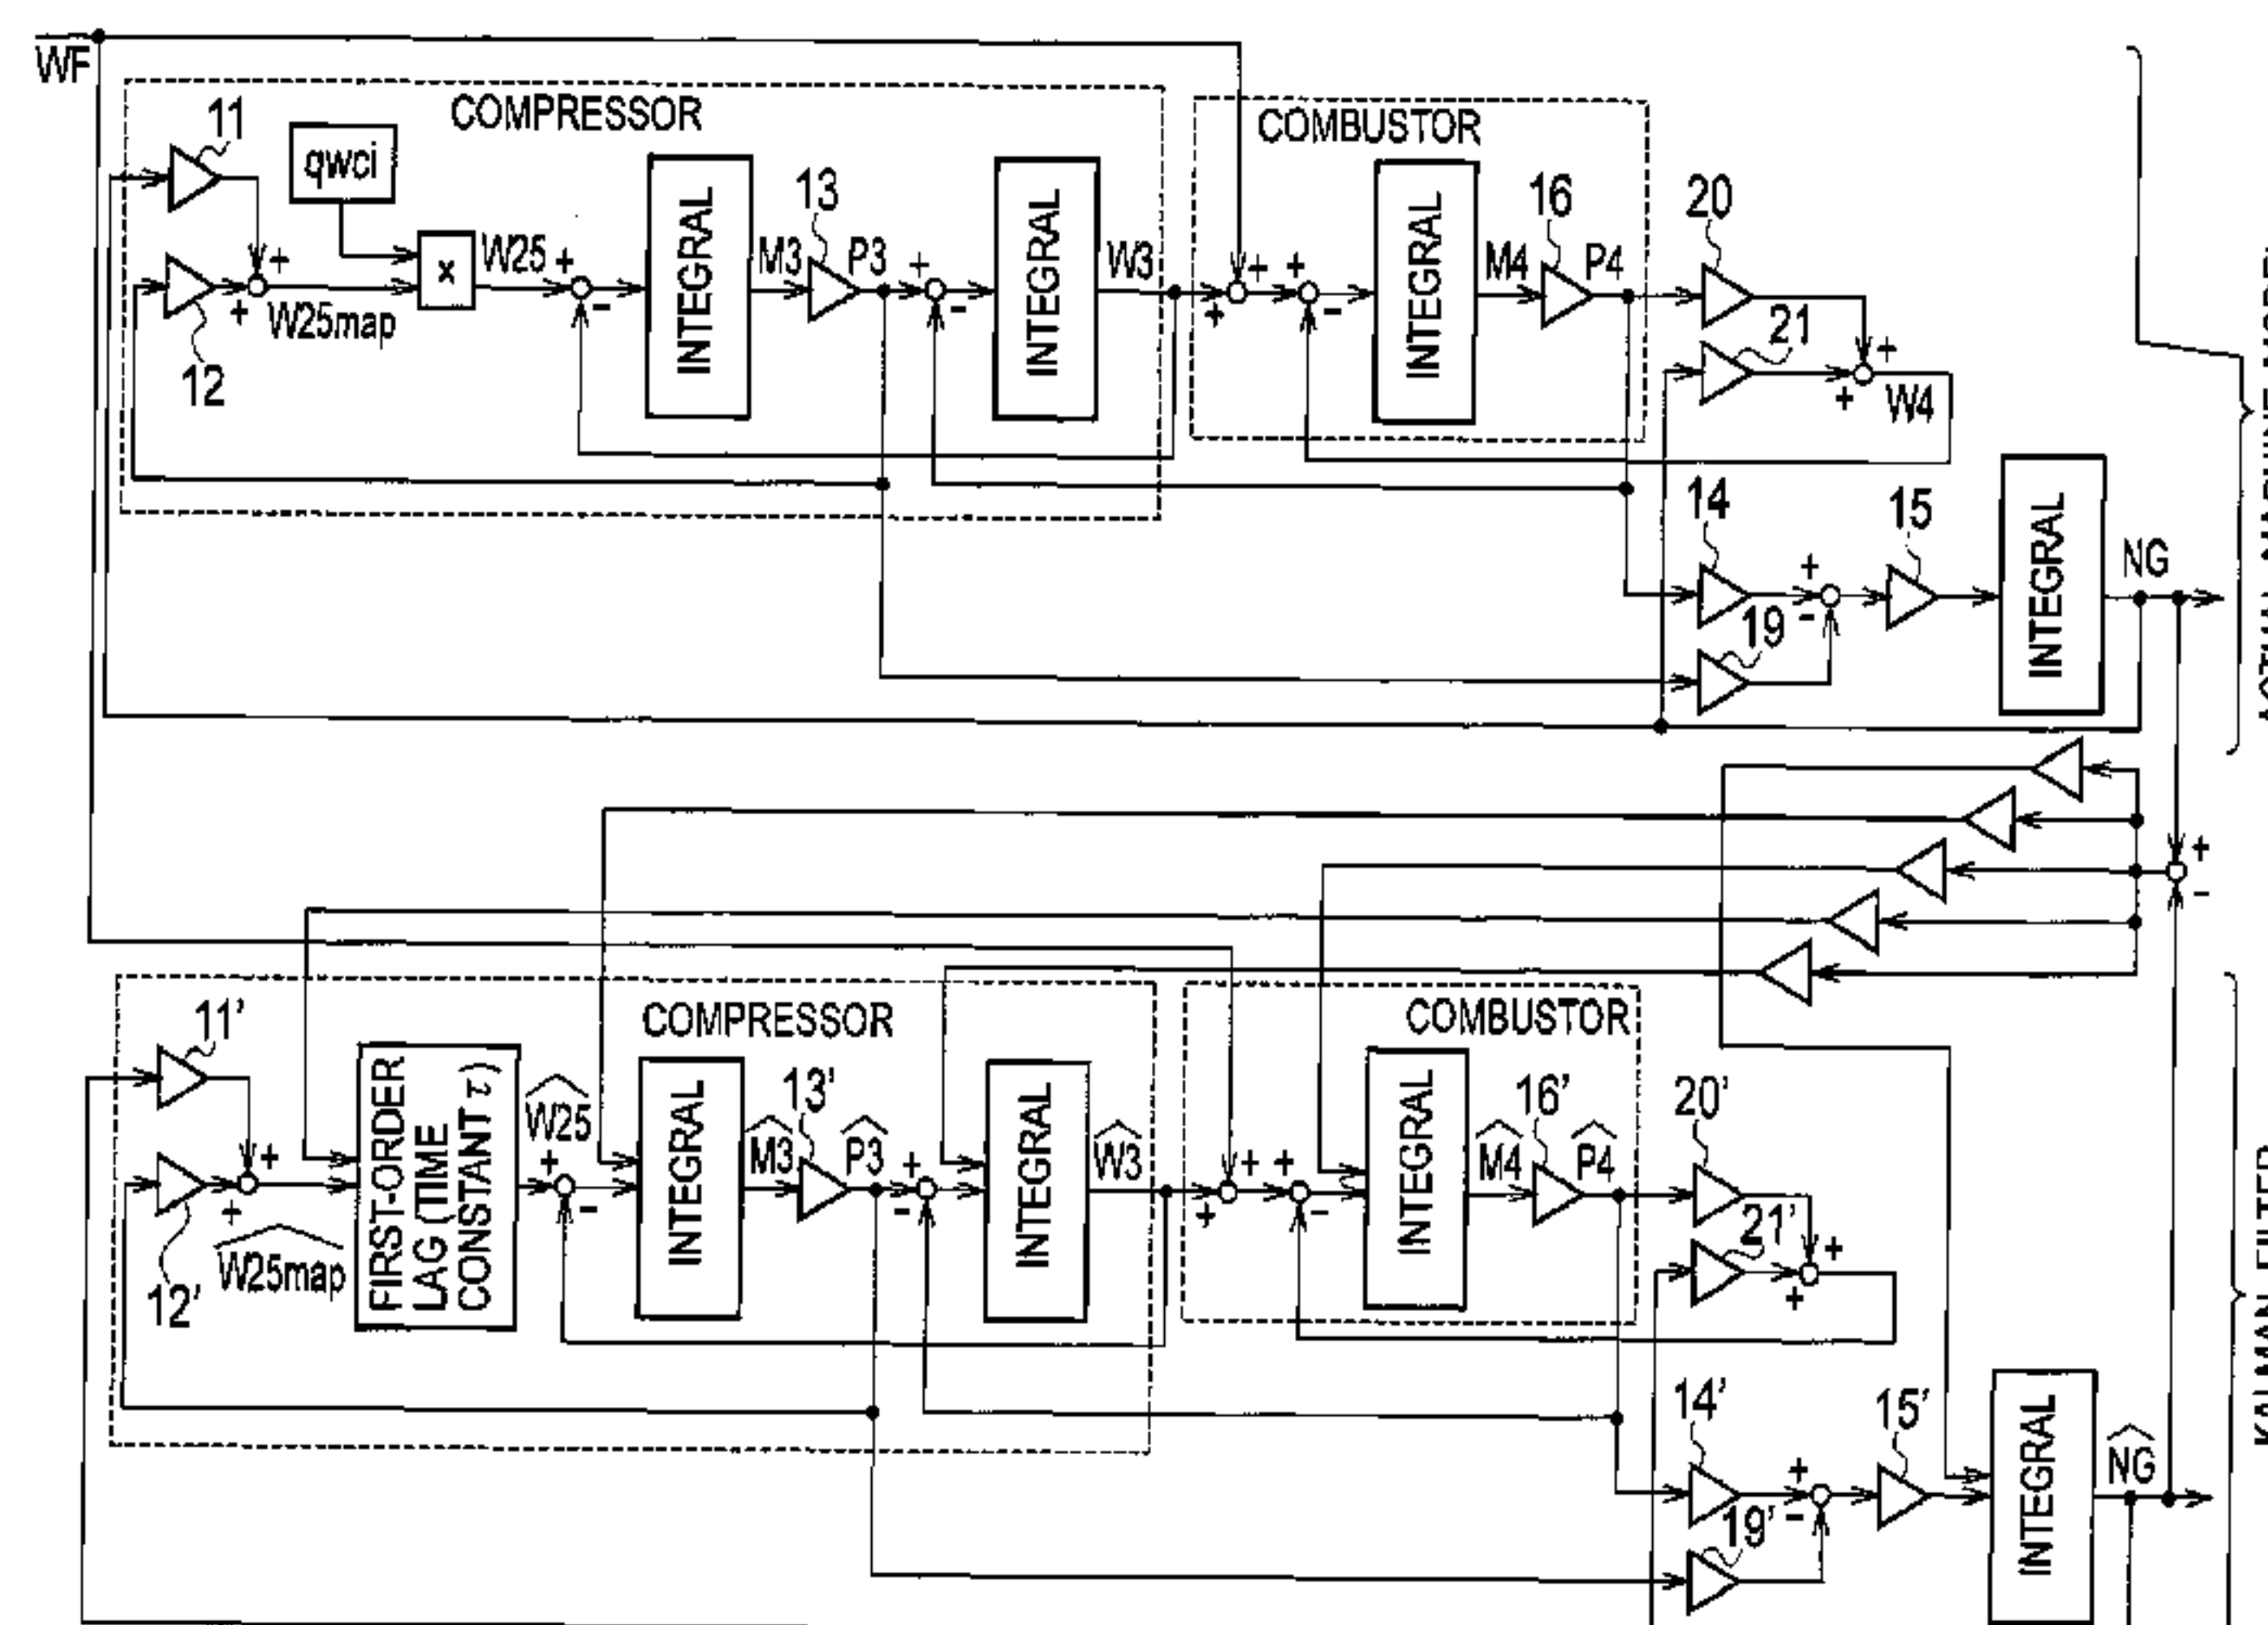 WF
COMPRESSOR
COMBUSTOR
11
qwci
12
+
+
W25map
x
W25
+
-
INTEGRAL
M3
13
P3
+
-
INTEGRAL
W3
+
+
+
-
INTEGRAL
M4
16
P4
20
21
+
+
W4
14
19
+
-
15
INTEGRAL
NG
+
-
COMPRESSOR
COMBUSTOR
11'
12'
+
+
W25map
FIRST-ORDER
LAG (TIME
CONSTANT τ)
W25
+
-
INTEGRAL
M3
13'
P3
+
-
INTEGRAL
W3
+
+
+
-
INTEGRAL
M4
16'
P4
20'
21'
+
+
14'
19'
+
-
15'
INTEGRAL
NG
KALMAN FILTER